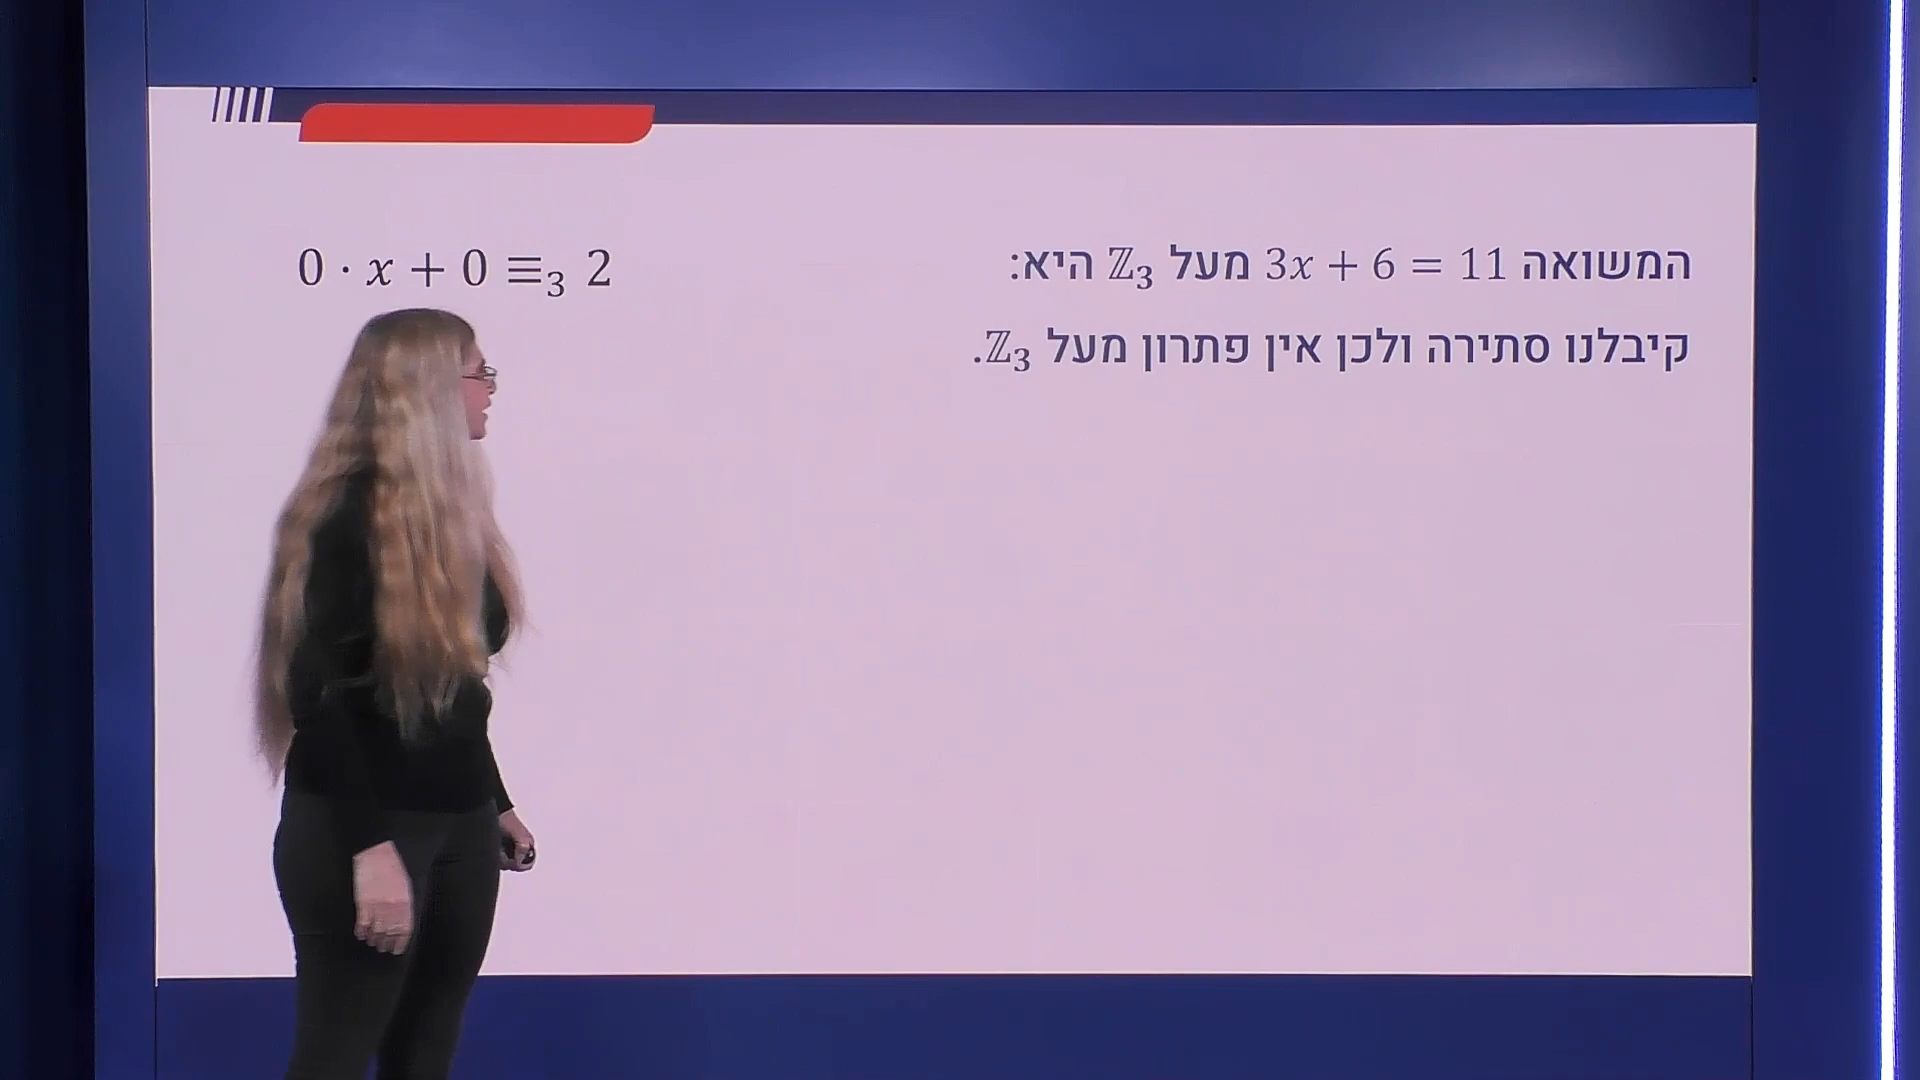 המשואה 3x + 6 = 11 מעל ℤ₃ היא:
0 · x + 0 ≡₃ 2
קיבלנו סתירה ולכן אין פתרון מעל ℤ₃.